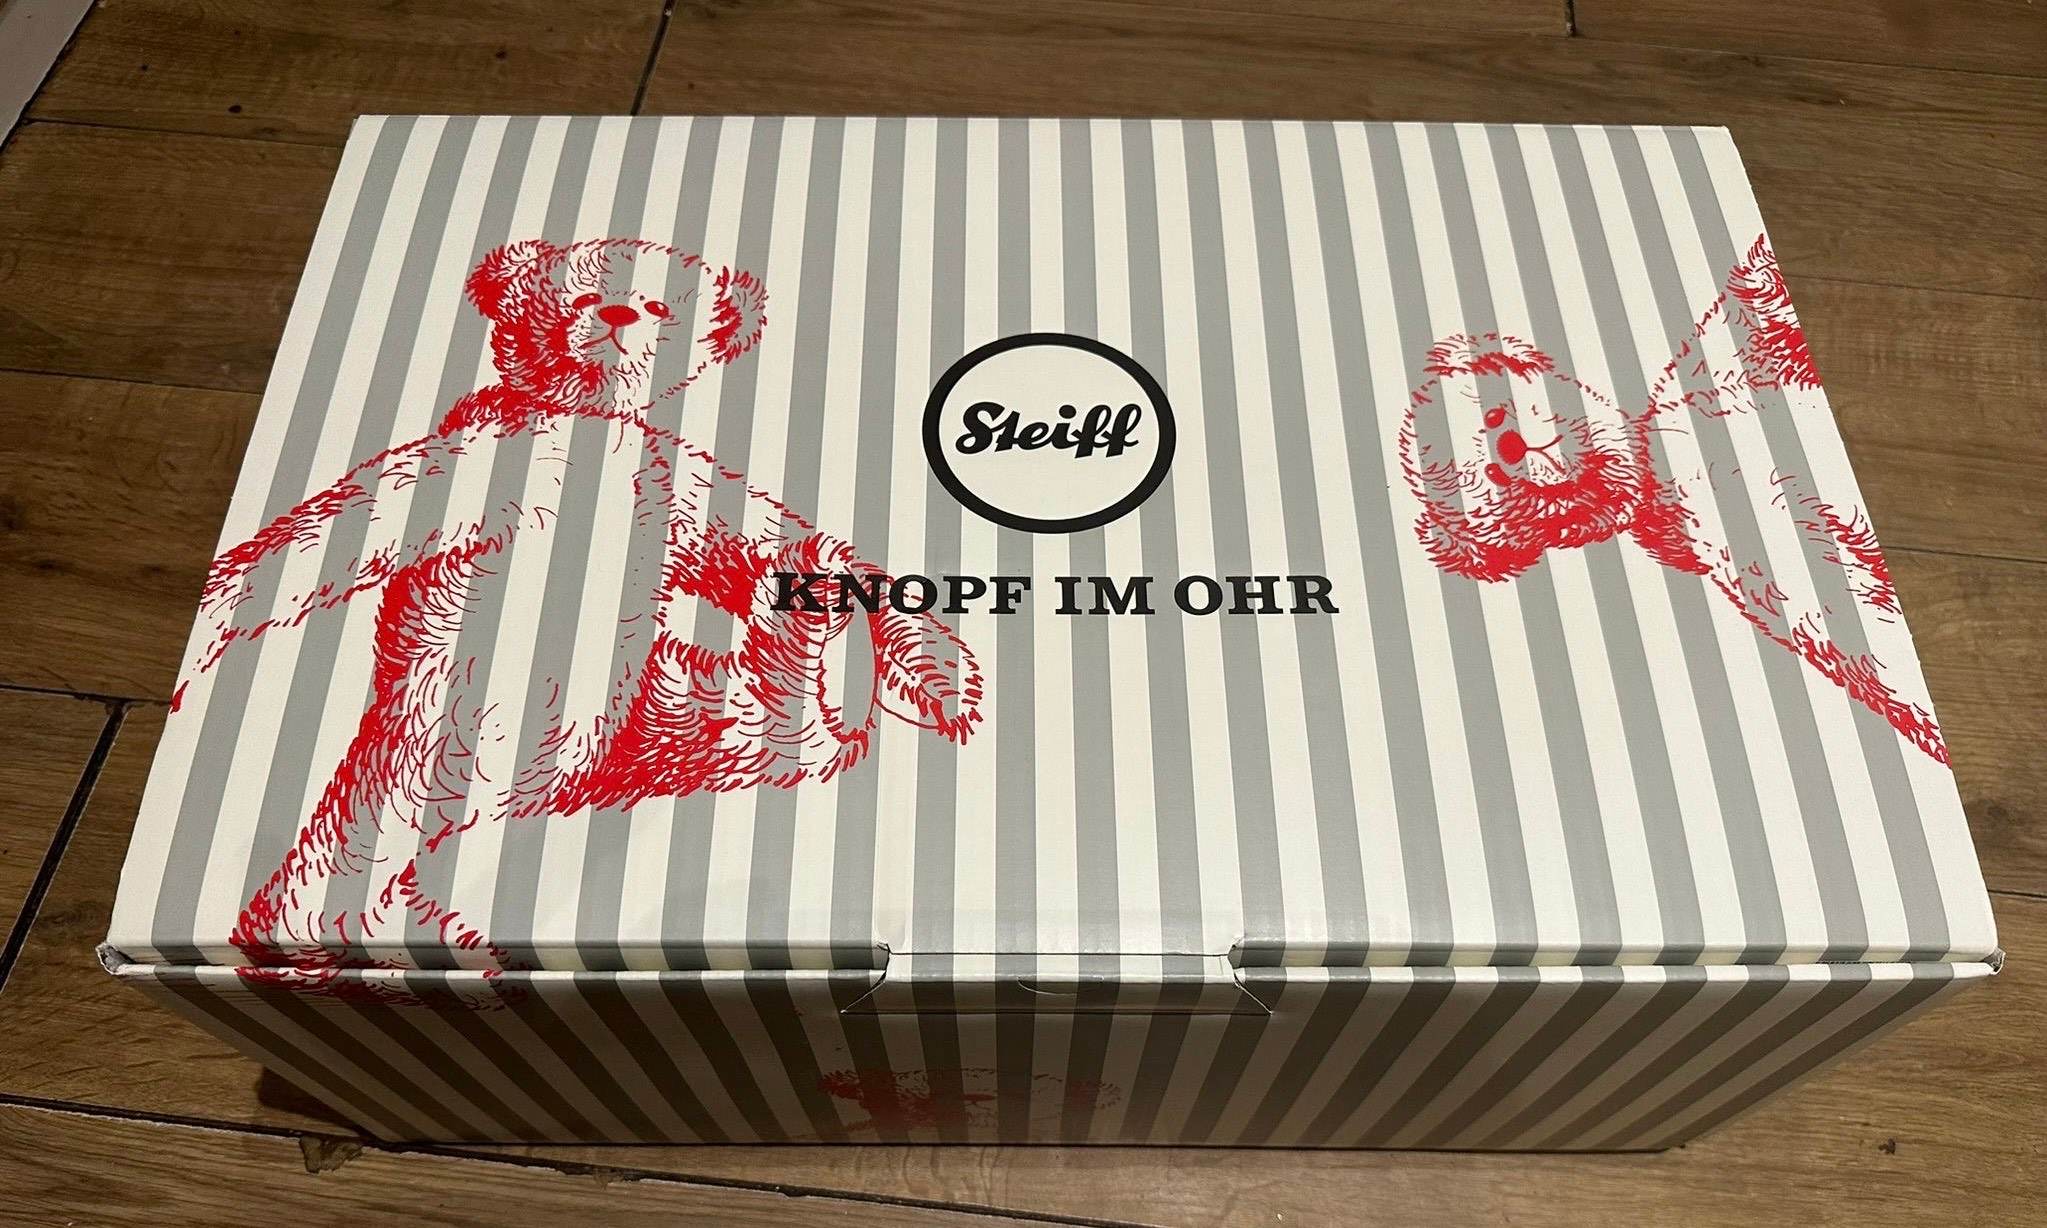 Steiff
KNOPF IM OHR